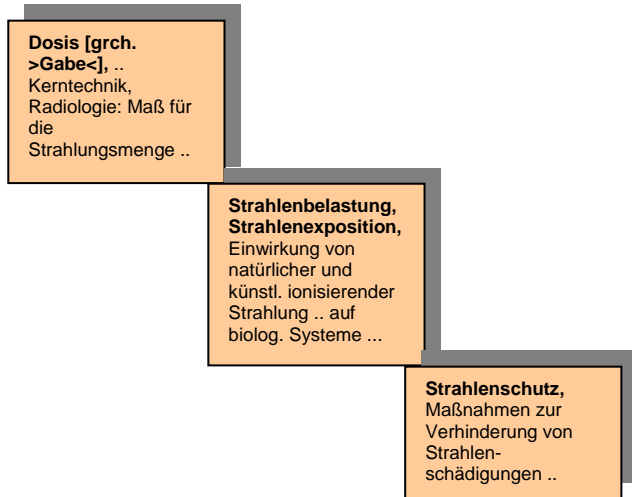 Dosis [grch.
>Gabe<], ..
Kerntechnik,
Radiologie: Maß für
die
Strahlungsmenge ..
Strahlenbelastung,
Strahlenexposition,
Einwirkung von
natürlicher und
künstl. ionisierender
Strahlung .. auf
biolog. Systeme ...
Strahlenschutz,
Maßnahmen zur
Verhinderung von
Strahlen-
schädigungen ..